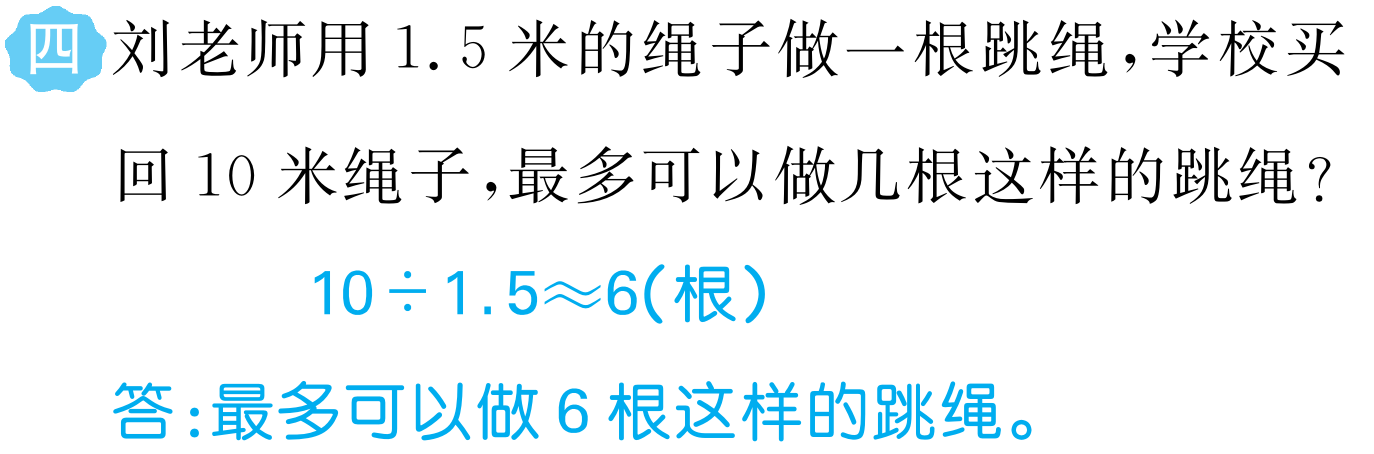 四 刘老师用 1.5 米的绳子做一根跳绳,学校买
回 10 米绳子,最多可以做几根这样的跳绳?
10÷1.5≈6(根)
答:最多可以做 6 根这样的跳绳。